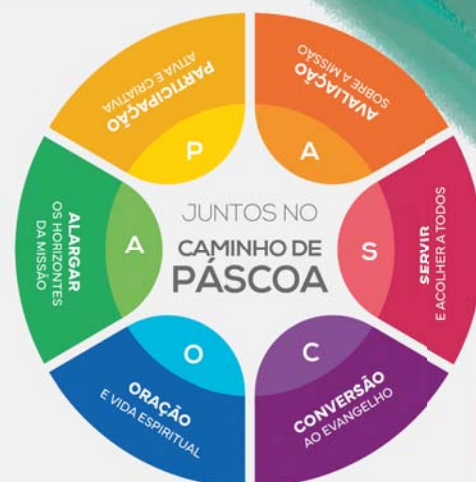 PARTICIPAÇÃO
ATIVA E CRIATIVA
P
AVALIAÇÃO
SOBRE A MISSÃO
A
SERVIR
E ACOLHER A TODOS
S
CONVERSÃO
AO EVANGELHO
C
ORAÇÃO
E VIDA ESPIRITUAL
O
ALARGAR
OS HORIZONTES
DA MISSÃO
A
JUNTOS NO
CAMINHO DE
PÁSCOA